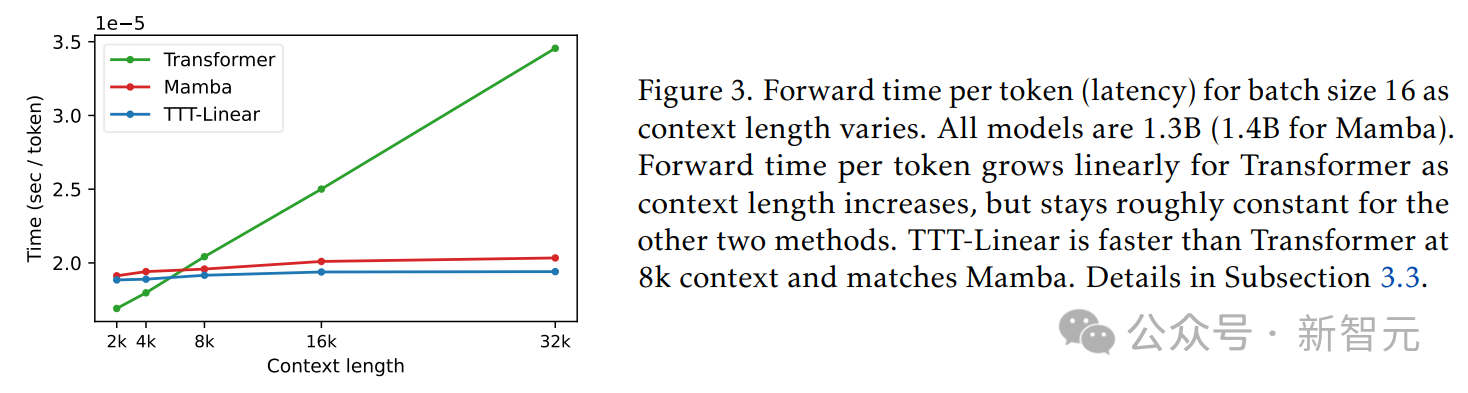 1e−5
3.5
3.0
2.5
2.0
Time (sec / token)
Transformer
Mamba
TTT-Linear
2k 4k 8k 16k 32k
Context length
Figure 3. Forward time per token (latency) for batch size 16 as
context length varies. All models are 1.3B (1.4B for Mamba).
Forward time per token grows linearly for Transformer as
context length increases, but stays roughly constant for the
other two methods. TTT-Linear is faster than Transformer at
8k context and matches Mamba. Details in Subsection 3.3.
公众号 · 新智元